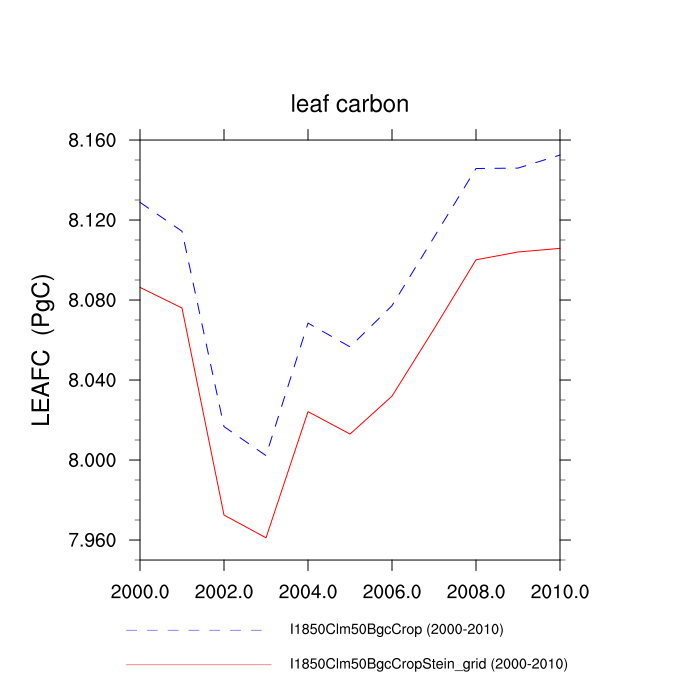 leaf carbon
8.160
8.120
8.080
8.040
8.000
7.960
LEAFC (PgC)
2000.0 2002.0 2004.0 2006.0 2008.0 2010.0
I1850Clm50BgcCrop (2000-2010)
I1850Clm50BgcCropStein_grid (2000-2010)